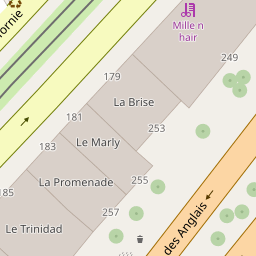 ornie
Mille n
hair
249
179
La Brise
181
253
Le Marly
183
La Promenade
255
185
257
Le Trinidad
des Anglais